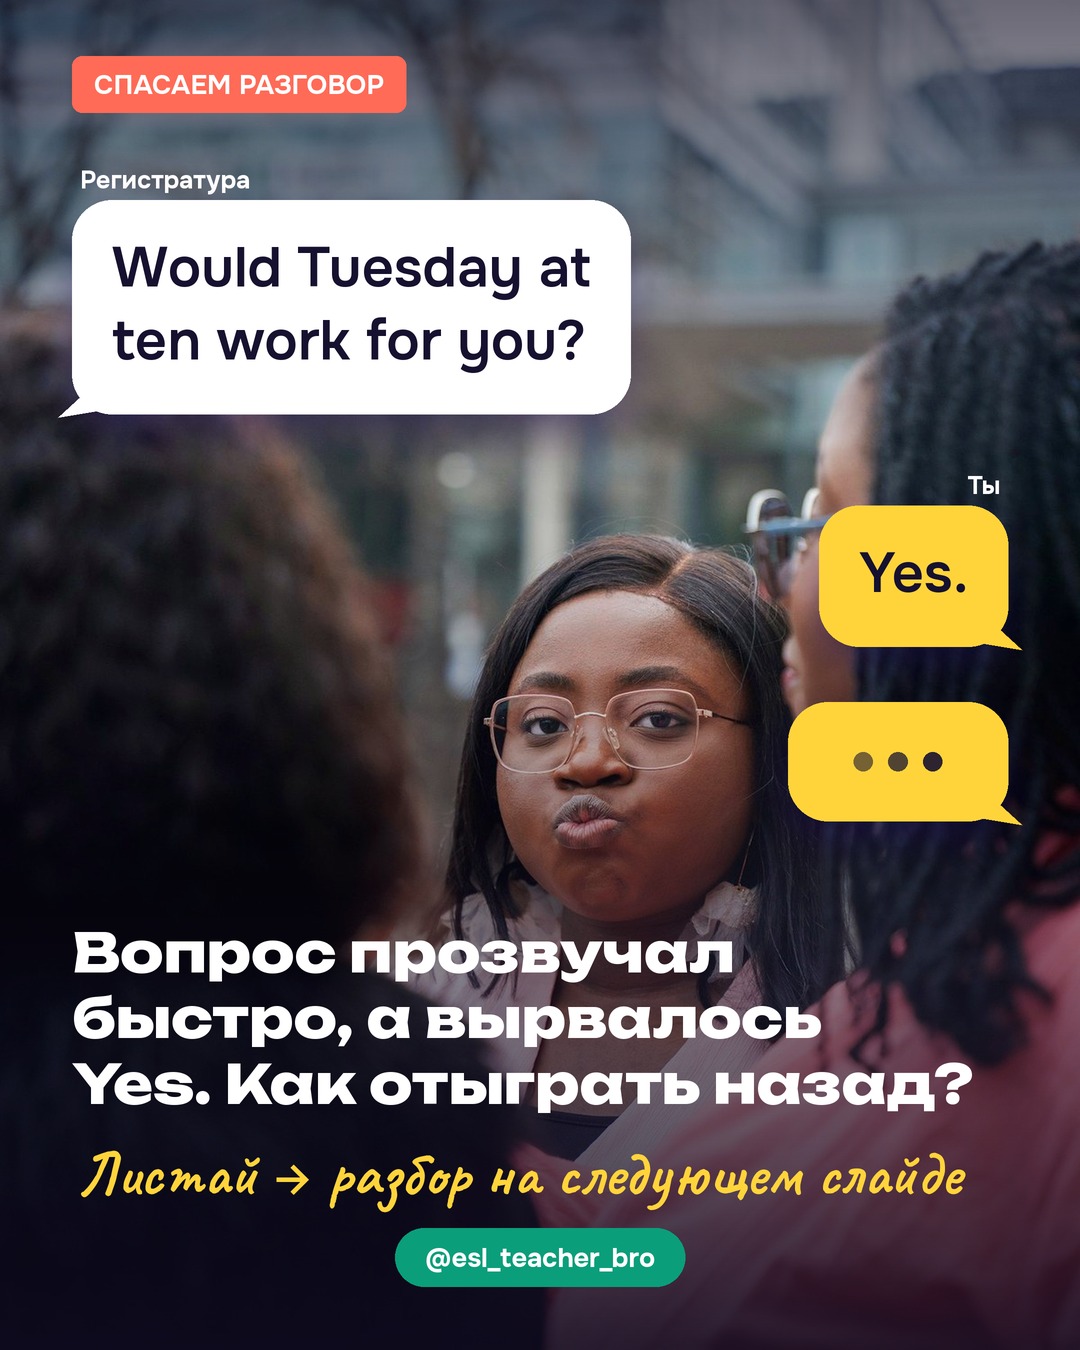 СПАСАЕМ РАЗГОВОР
Регистратура
Would Tuesday at
ten work for you?
Ты
Yes.
Вопрос прозвучал
быстро, а вырвалось
Yes. Как отыграть назад?
Листай → разбор на следующем слайде
@esl_teacher_bro